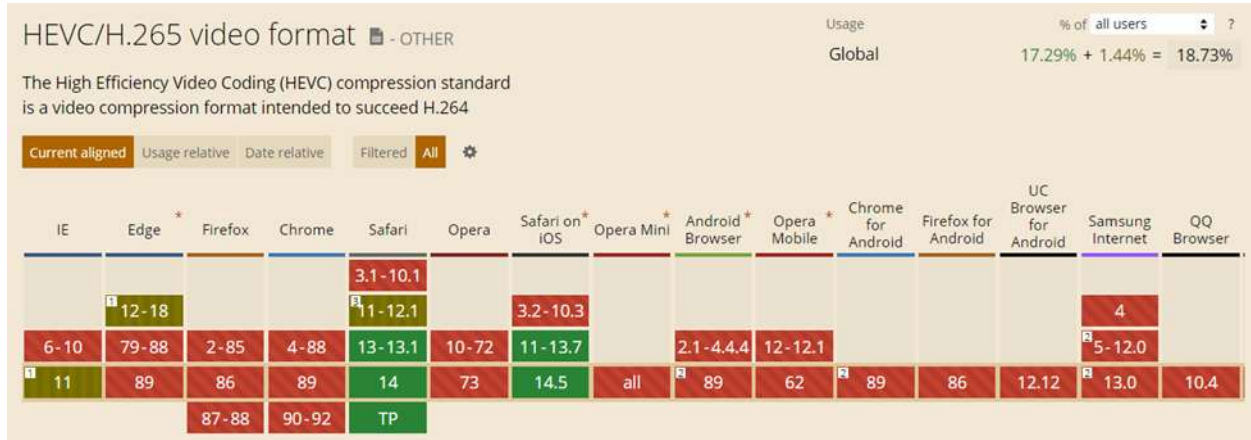 HEVC/H.265 video format - OTHER
Usage % of all users ?
Global 17.29% + 1.44% = 18.73%
The High Efficiency Video Coding (HEVC) compression standard
is a video compression format intended to succeed H.264
Current aligned Usage relative Date relative Filtered All
IE Edge * Firefox Chrome Safari Opera Safari on iOS * Opera Mini * Android Browser * Opera Mobile * Chrome for Android Firefox for Android UC Browser for Android Samsung Internet QQ Browser
3.1-10.1
1 12-18 3 11-12.1 3.2-10.3 4
6-10 79-88 2-85 4-88 13-13.1 10-72 11-13.7 2.1-4.4.4 12-12.1 2 5-12.0
1 11 89 86 89 14 73 14.5 all 2 89 62 2 89 86 12.12 2 13.0 10.4
87-88 90-92 TP